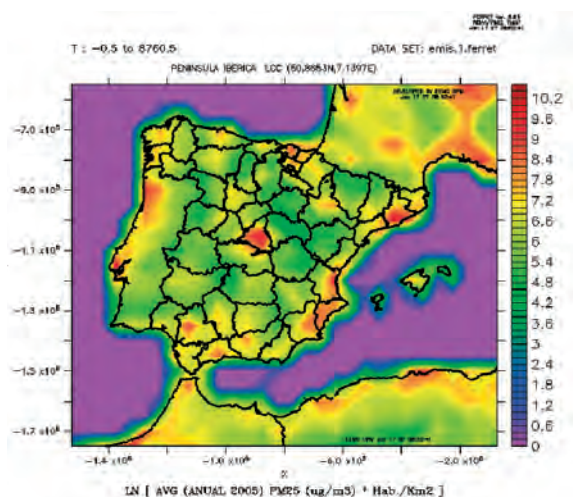 T : -0.5 to 8760.5
DATA SET: emis.1.ferret
PENINSULA IBERICA LCC (50.8853N,7.1397E)
-7.0 x10⁵
-9.0 x10⁵
-1.1 x10⁶
-1.3 x10⁶
-1.5 x10⁶
-1.7 x10⁶
-1.4 x10⁶
-1.0 x10⁶
-6.0 x10⁵
-2.0 x10⁵
X
10.2
9.6
9
8.4
7.8
7.2
6.6
6
5.4
4.8
4.2
3.6
3
2.4
1.8
1.2
0.6
0
LN [ AVG (ANUAL 2005) PM25 (ug/m3) * Hab./Km2 ]